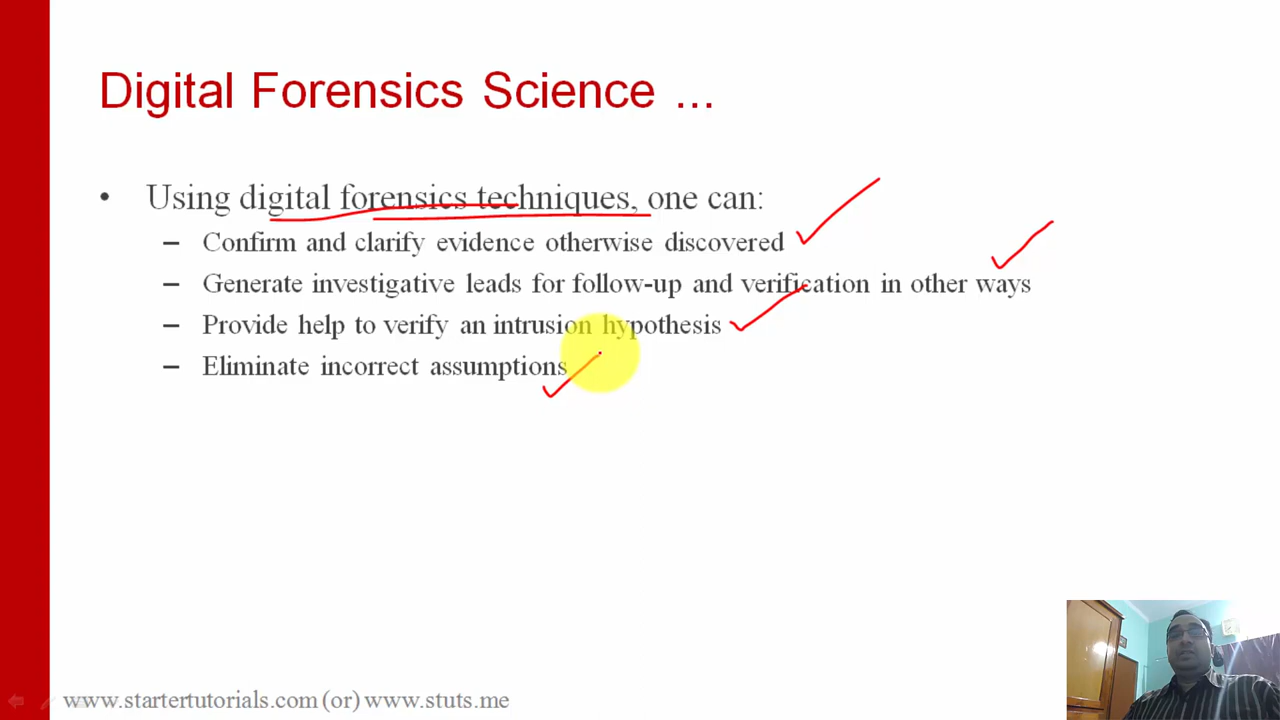 Digital Forensics Science ...
• Using digital forensics techniques, one can:
– Confirm and clarify evidence otherwise discovered
– Generate investigative leads for follow-up and verification in other ways
– Provide help to verify an intrusion hypothesis
– Eliminate incorrect assumptions
www.startertutorials.com (or) www.stuts.me